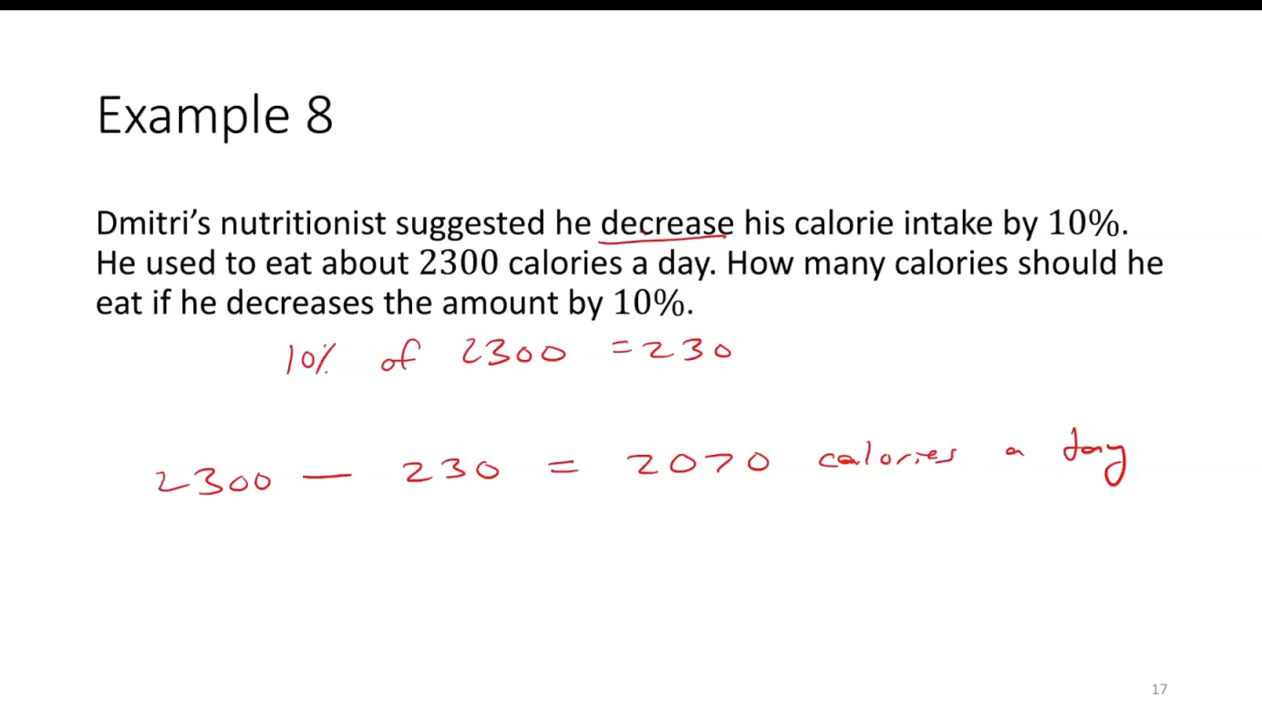 Example 8
Dmitri’s nutritionist suggested he decrease his calorie intake by 10%.
He used to eat about 2300 calories a day. How many calories should he
eat if he decreases the amount by 10%.
10% of 2300 = 230
2300 — 230 = 2070 calories a day
17